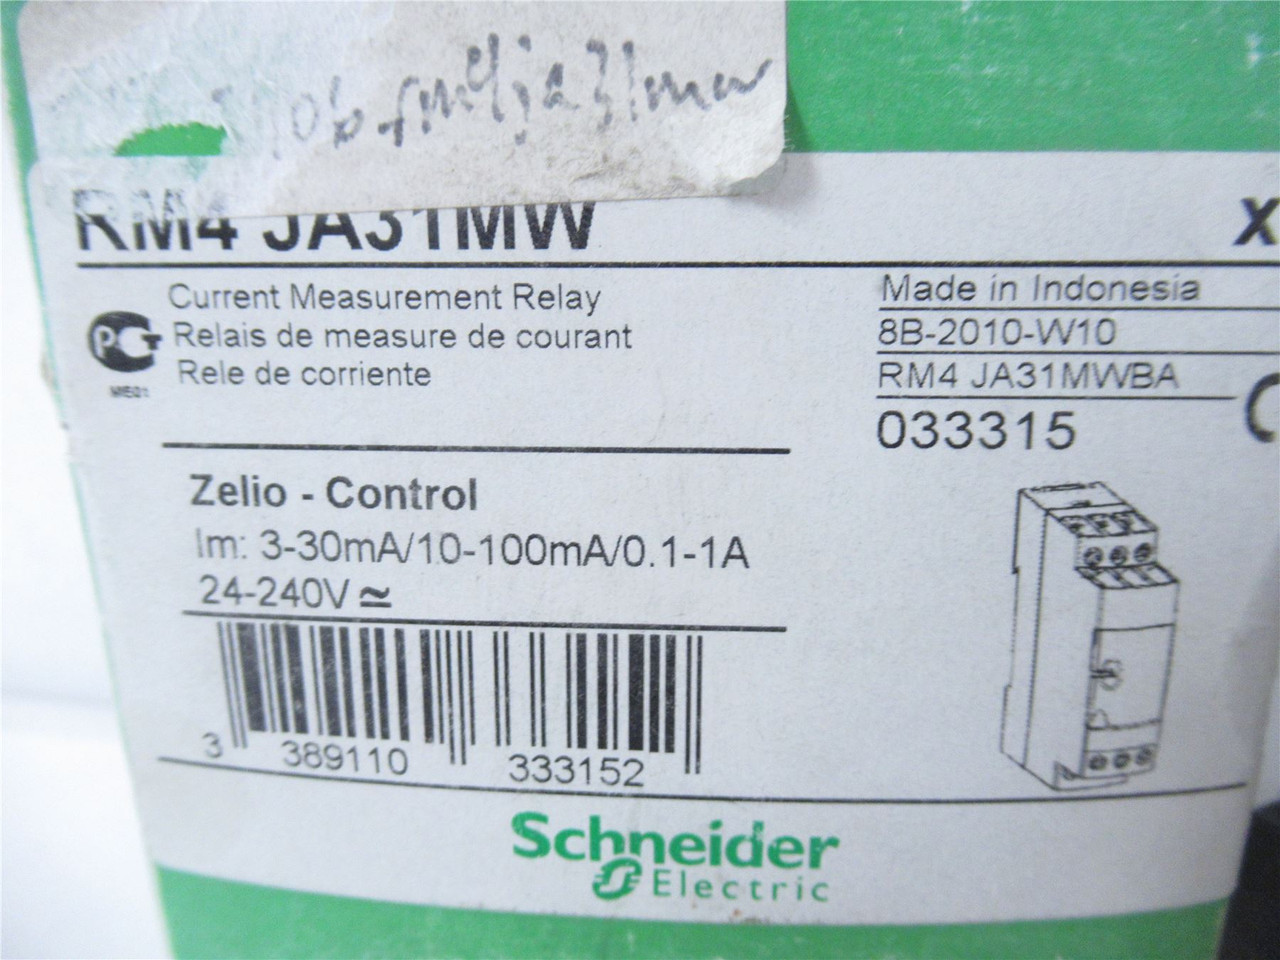 rm4ja31mw
RM4 JA31MW
X
Current Measurement Relay
Relais de measure de courant
Rele de corriente
Made in Indonesia
8B-2010-W10
RM4 JA31MWBA
033315
Zelio - Control
Im: 3-30mA/10-100mA/0.1-1A
24-240V ≃
3 389110 333152
Schneider
Electric